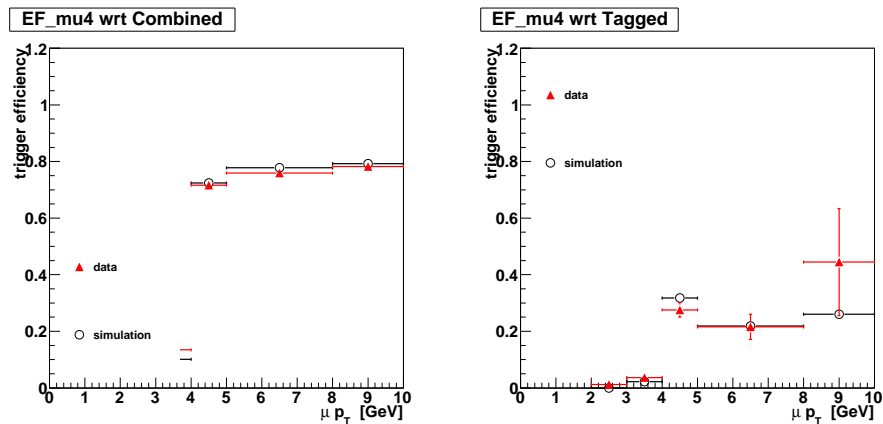 EF_mu4 wrt Combined
trigger efficiency
1.2
1
0.8
0.6
0.4
0.2
0
data
simulation
0 1 2 3 4 5 6 7 8 9 10
μ p_T [GeV]
EF_mu4 wrt Tagged
trigger efficiency
1.2
1
0.8
0.6
0.4
0.2
0
data
simulation
0 1 2 3 4 5 6 7 8 9 10
μ p_T [GeV]